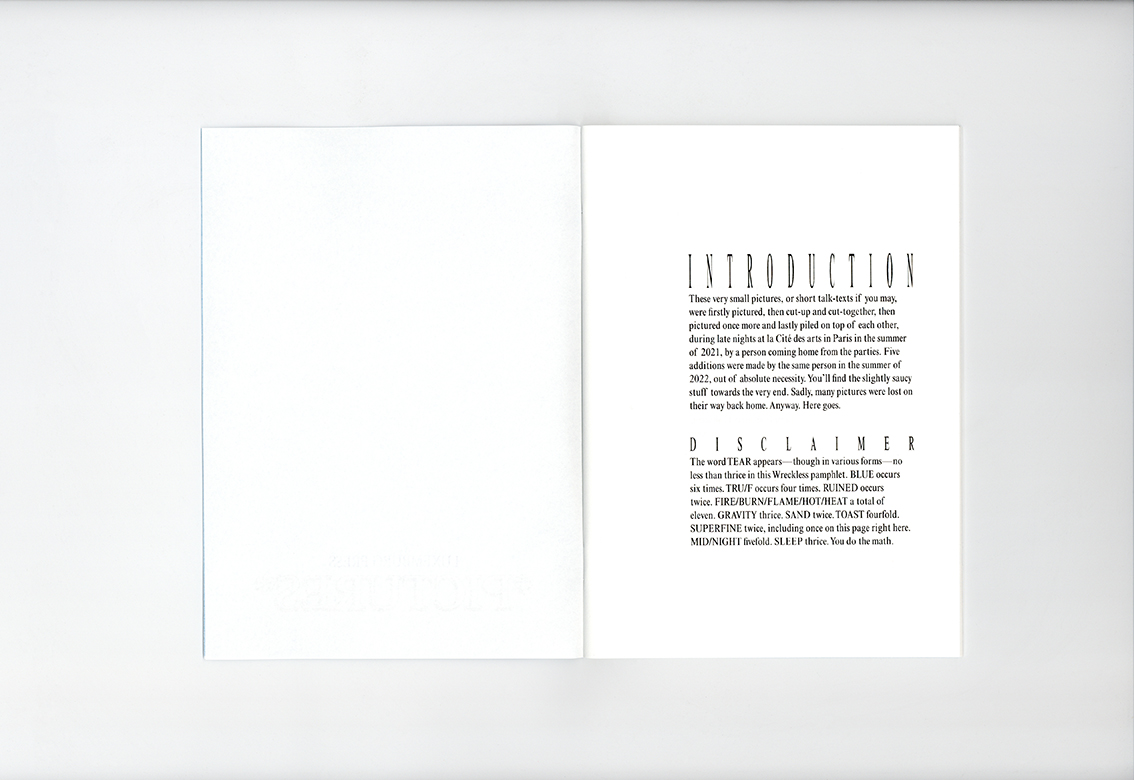 INTRODUCTION
These very small pictures, or short talk-texts if you may,
were firstly pictured, then cut-up and cut-together, then
pictured once more and lastly piled on top of each other,
during late nights at la Cité des arts in Paris in the summer
of 2021, by a person coming home from the parties. Five
additions were made by the same person in the summer of
2022, out of absolute necessity. You'll find the slightly saucy
stuff towards the very end. Sadly, many pictures were lost on
their way back home. Anyway. Here goes.
DISCLAIMER
The word TEAR appears—though in various forms—no
less than thrice in this Wreckless pamphlet. BLUE occurs
six times. TRU/F occurs four times. RUINED occurs
twice. FIRE/BURN/FLAME/HOT/HEAT a total of
eleven. GRAVITY thrice. SAND twice. TOAST fourfold.
SUPERFINE twice, including once on this page right here.
MID/NIGHT fivefold. SLEEP thrice. You do the math.
PICTURES